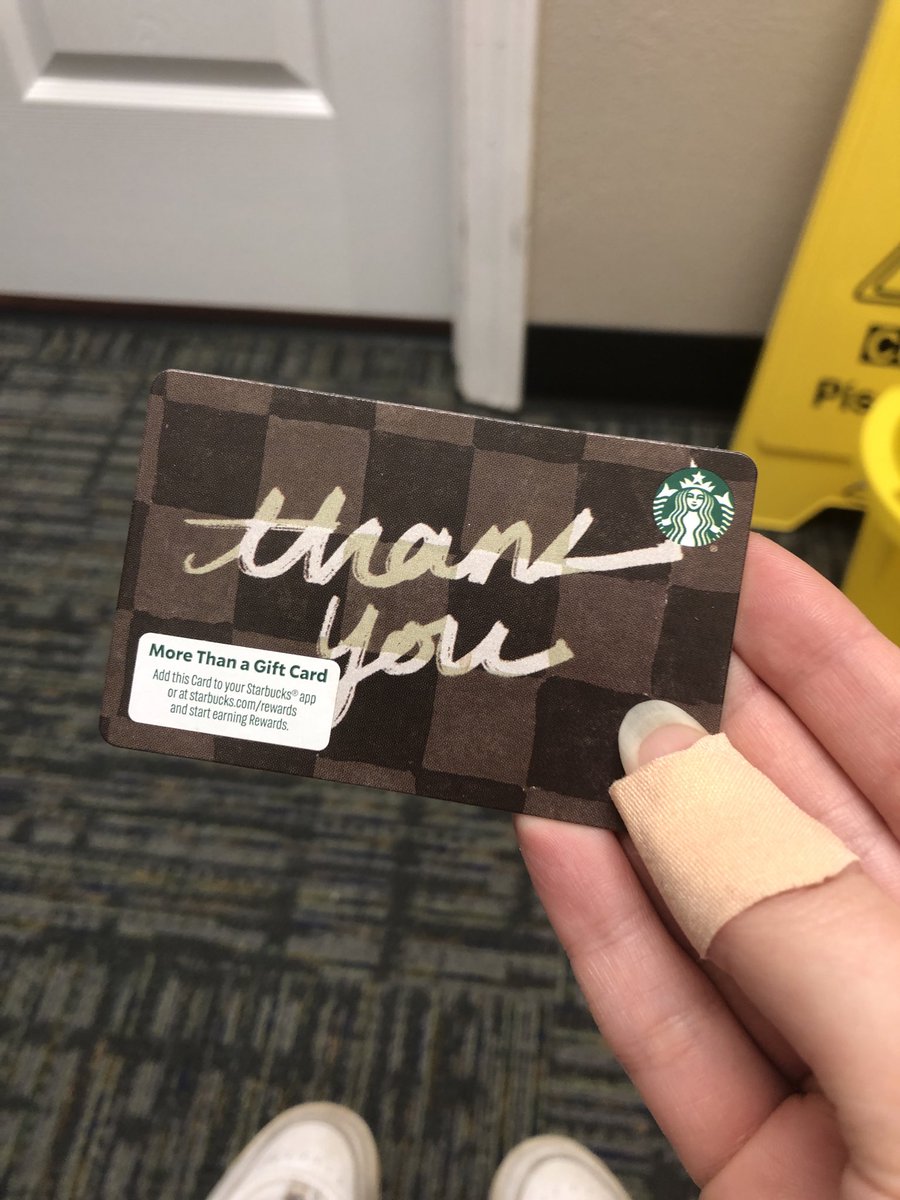 thank
you
More Than a Gift Card
Add this Card to your Starbucks® app
or at starbucks.com/rewards
and start earning Rewards.